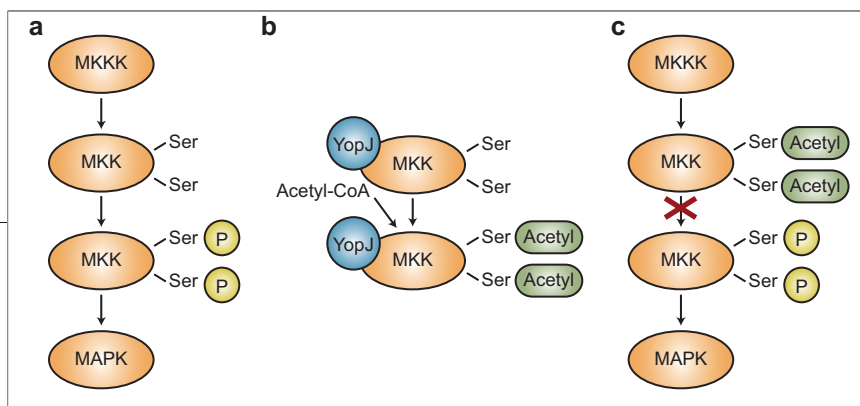 a
MKKK
MKK
Ser
Ser
MKK
Ser P
Ser P
MAPK
b
YopJ
MKK
Ser
Ser
Acetyl-CoA
YopJ
MKK
Ser Acetyl
Ser Acetyl
c
MKKK
MKK
Ser Acetyl
Ser Acetyl
MKK
Ser P
Ser P
MAPK